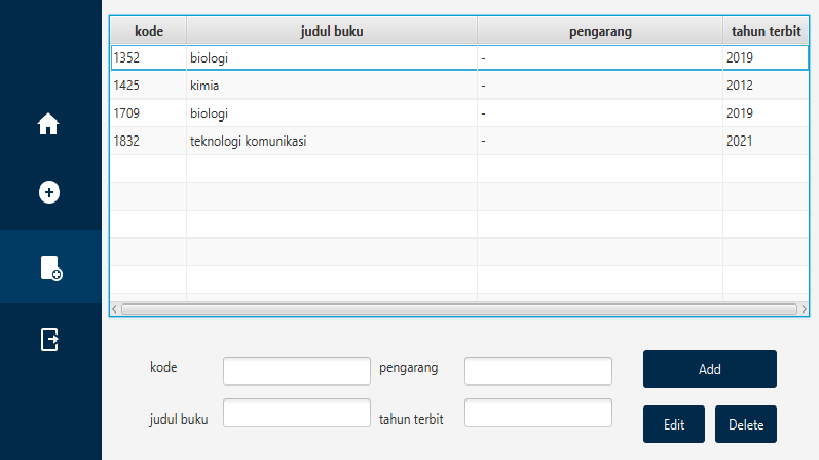 kode judul buku pengarang tahun terbit
1352 biologi - 2019
1425 kimia - 2012
1709 biologi - 2019
1832 teknologi komunikasi - 2021
kode pengarang Add
judul buku tahun terbit Edit Delete